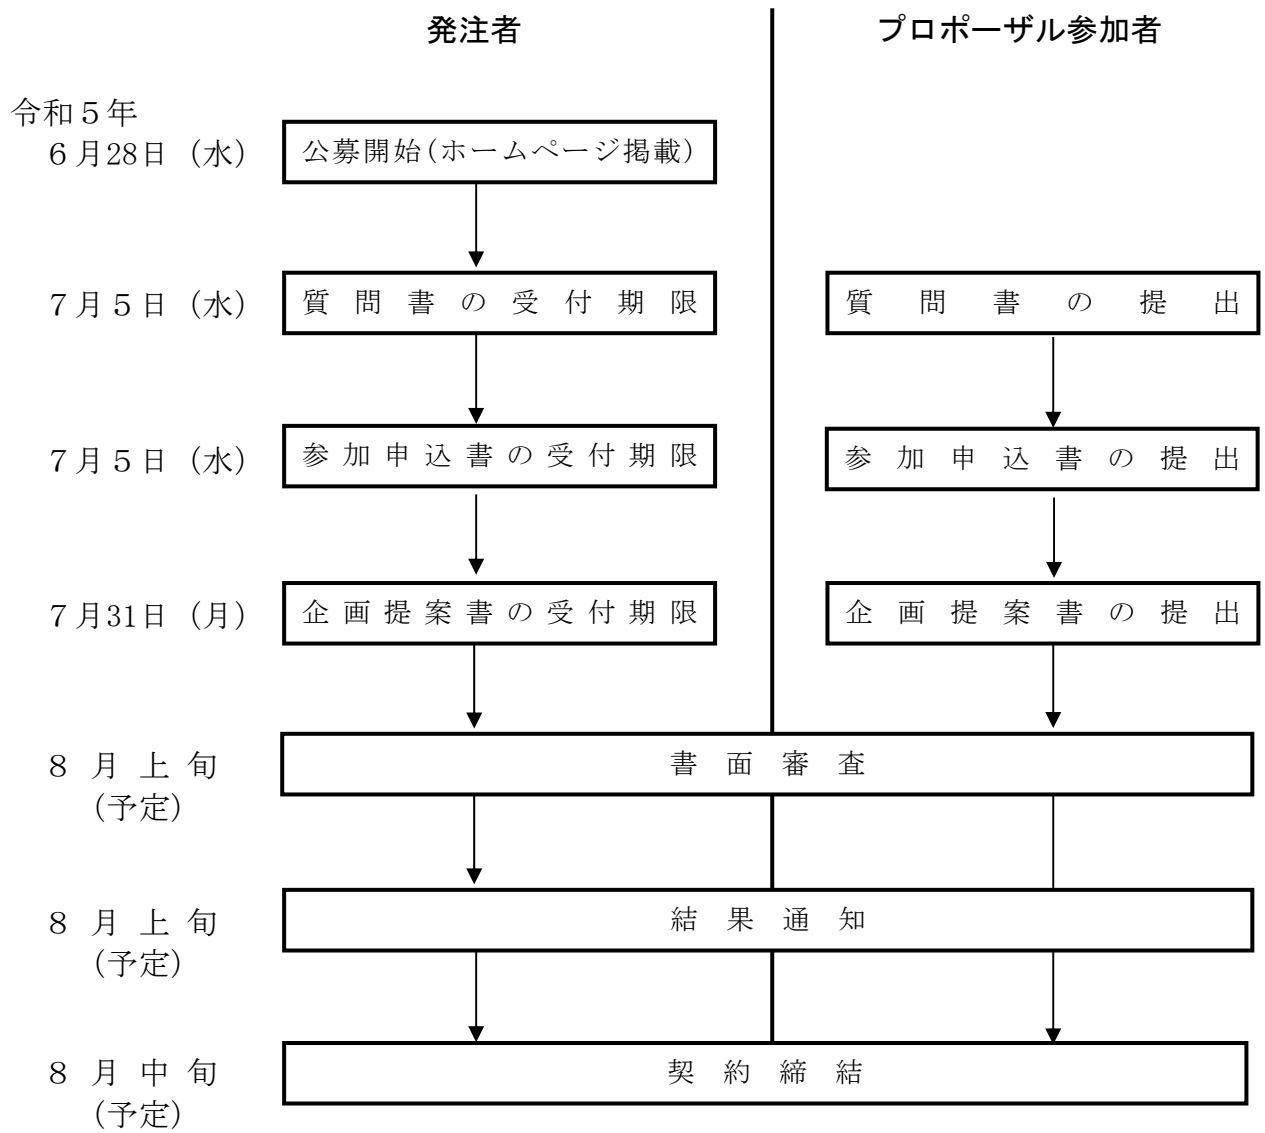 発注者 プロポーザル参加者
令和５年
６月28日（水） 公募開始（ホームページ掲載）
７月５日（水） 質問書の受付期限 質問書の提出
７月５日（水） 参加申込書の受付期限 参加申込書の提出
７月31日（月） 企画提案書の受付期限 企画提案書の提出
８月上旬 書面審査
（予定）
８月上旬 結果通知
（予定）
８月中旬 契約締結
（予定）